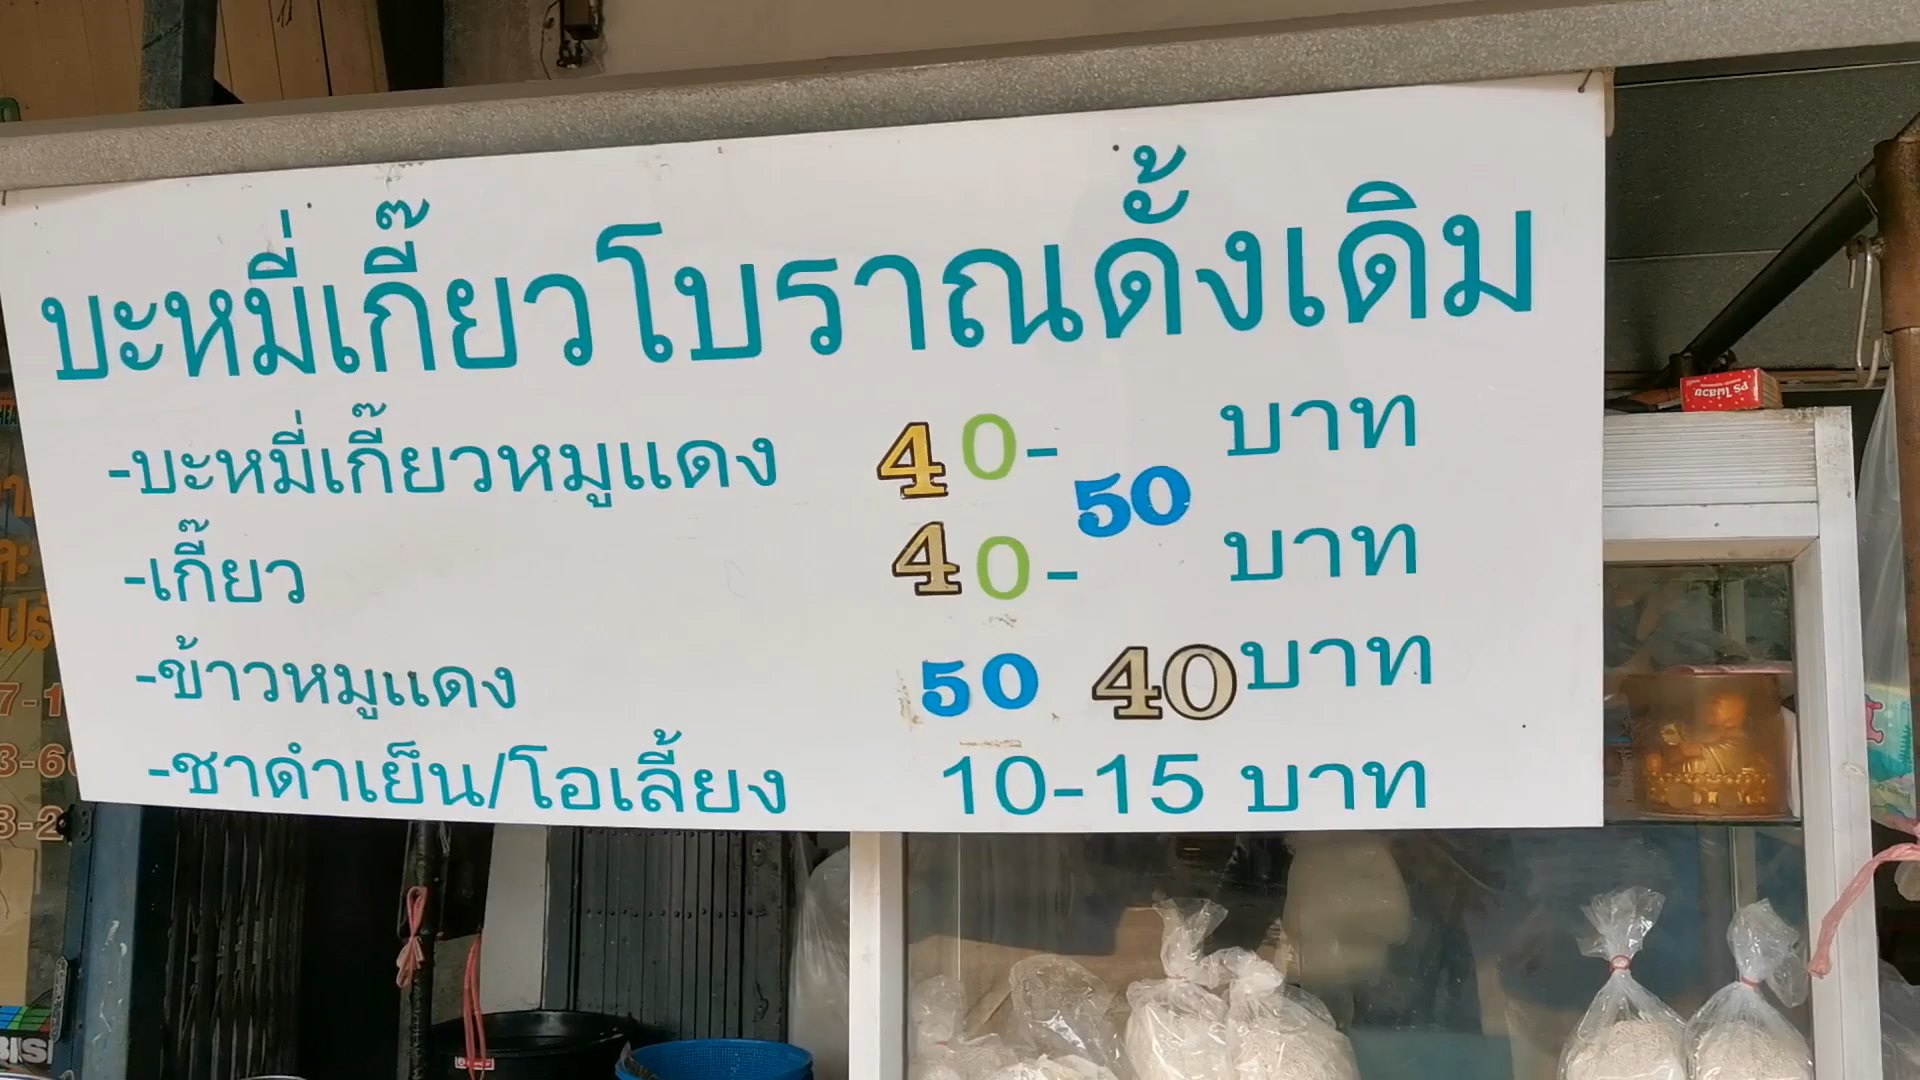 บะหมี่เกี๊ยวโบราณดั้งเดิม
-บะหมี่เกี๊ยวหมูแดง 40- 50 บาท
-เกี๊ยว 40- บาท
-ข้าวหมูแดง 50 40 บาท
-ชาดำเย็น/โอเลี้ยง 10-15 บาท